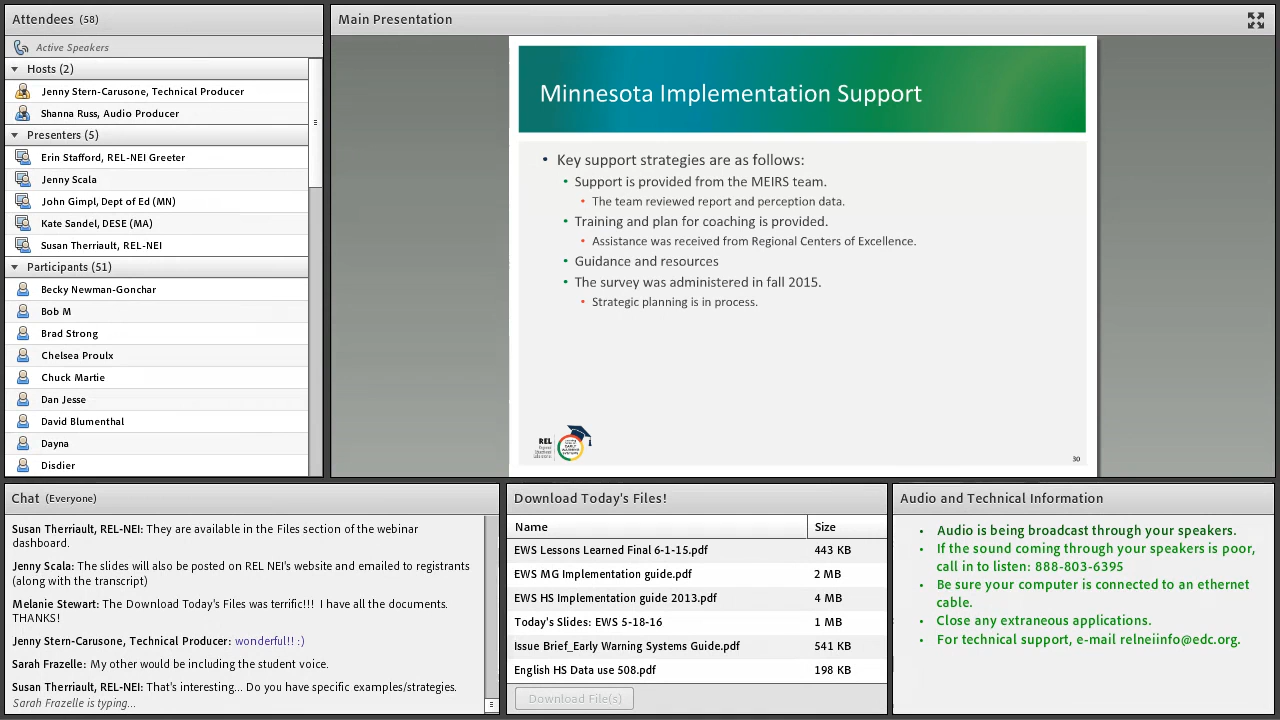 Attendees (58)
Active Speakers
Hosts (2)
Jenny Stern-Carusone, Technical Producer
Shanna Russ, Audio Producer
Presenters (5)
Erin Stafford, REL-NEI Greeter
Jenny Scala
John Gimpl, Dept of Ed (MN)
Kate Sandel, DESE (MA)
Susan Therriault, REL-NEI
Participants (51)
Becky Newman-Gonchar
Bob M
Brad Strong
Chelsea Proulx
Chuck Martie
Dan Jesse
David Blumenthal
Dayna
Disdier
Main Presentation
Minnesota Implementation Support
• Key support strategies are as follows:
• Support is provided from the MEIRS team.
• The team reviewed report and perception data.
• Training and plan for coaching is provided.
• Assistance was received from Regional Centers of Excellence.
• Guidance and resources
• The survey was administered in fall 2015.
• Strategic planning is in process.
REL
30
Chat (Everyone)
Susan Therriault, REL-NEI: They are available in the Files section of the webinar
dashboard.
Jenny Scala: The slides will also be posted on REL NEI's website and emailed to registrants
(along with the transcript)
Melanie Stewart: The Download Today's Files was terrific!!! I have all the documents.
THANKS!
Jenny Stern-Carusone, Technical Producer: wonderful!! :)
Sarah Frazelle: My other would be including the student voice.
Susan Therriault, REL-NEI: That's interesting... Do you have specific examples/strategies.
Sarah Frazelle is typing...
Download Today's Files!
Name Size
EWS Lessons Learned Final 6-1-15.pdf 443 KB
EWS MG Implementation guide.pdf 2 MB
EWS HS Implementation guide 2013.pdf 4 MB
Today's Slides: EWS 5-18-16 1 MB
Issue Brief_Early Warning Systems Guide.pdf 541 KB
English HS Data use 508.pdf 198 KB
Download File(s)
Audio and Technical Information
• Audio is being broadcast through your speakers.
• If the sound coming through your speakers is poor,
call in to listen: 888-803-6395
• Be sure your computer is connected to an ethernet
cable.
• Close any extraneous applications.
• For technical support, e-mail relneiinfo@edc.org.